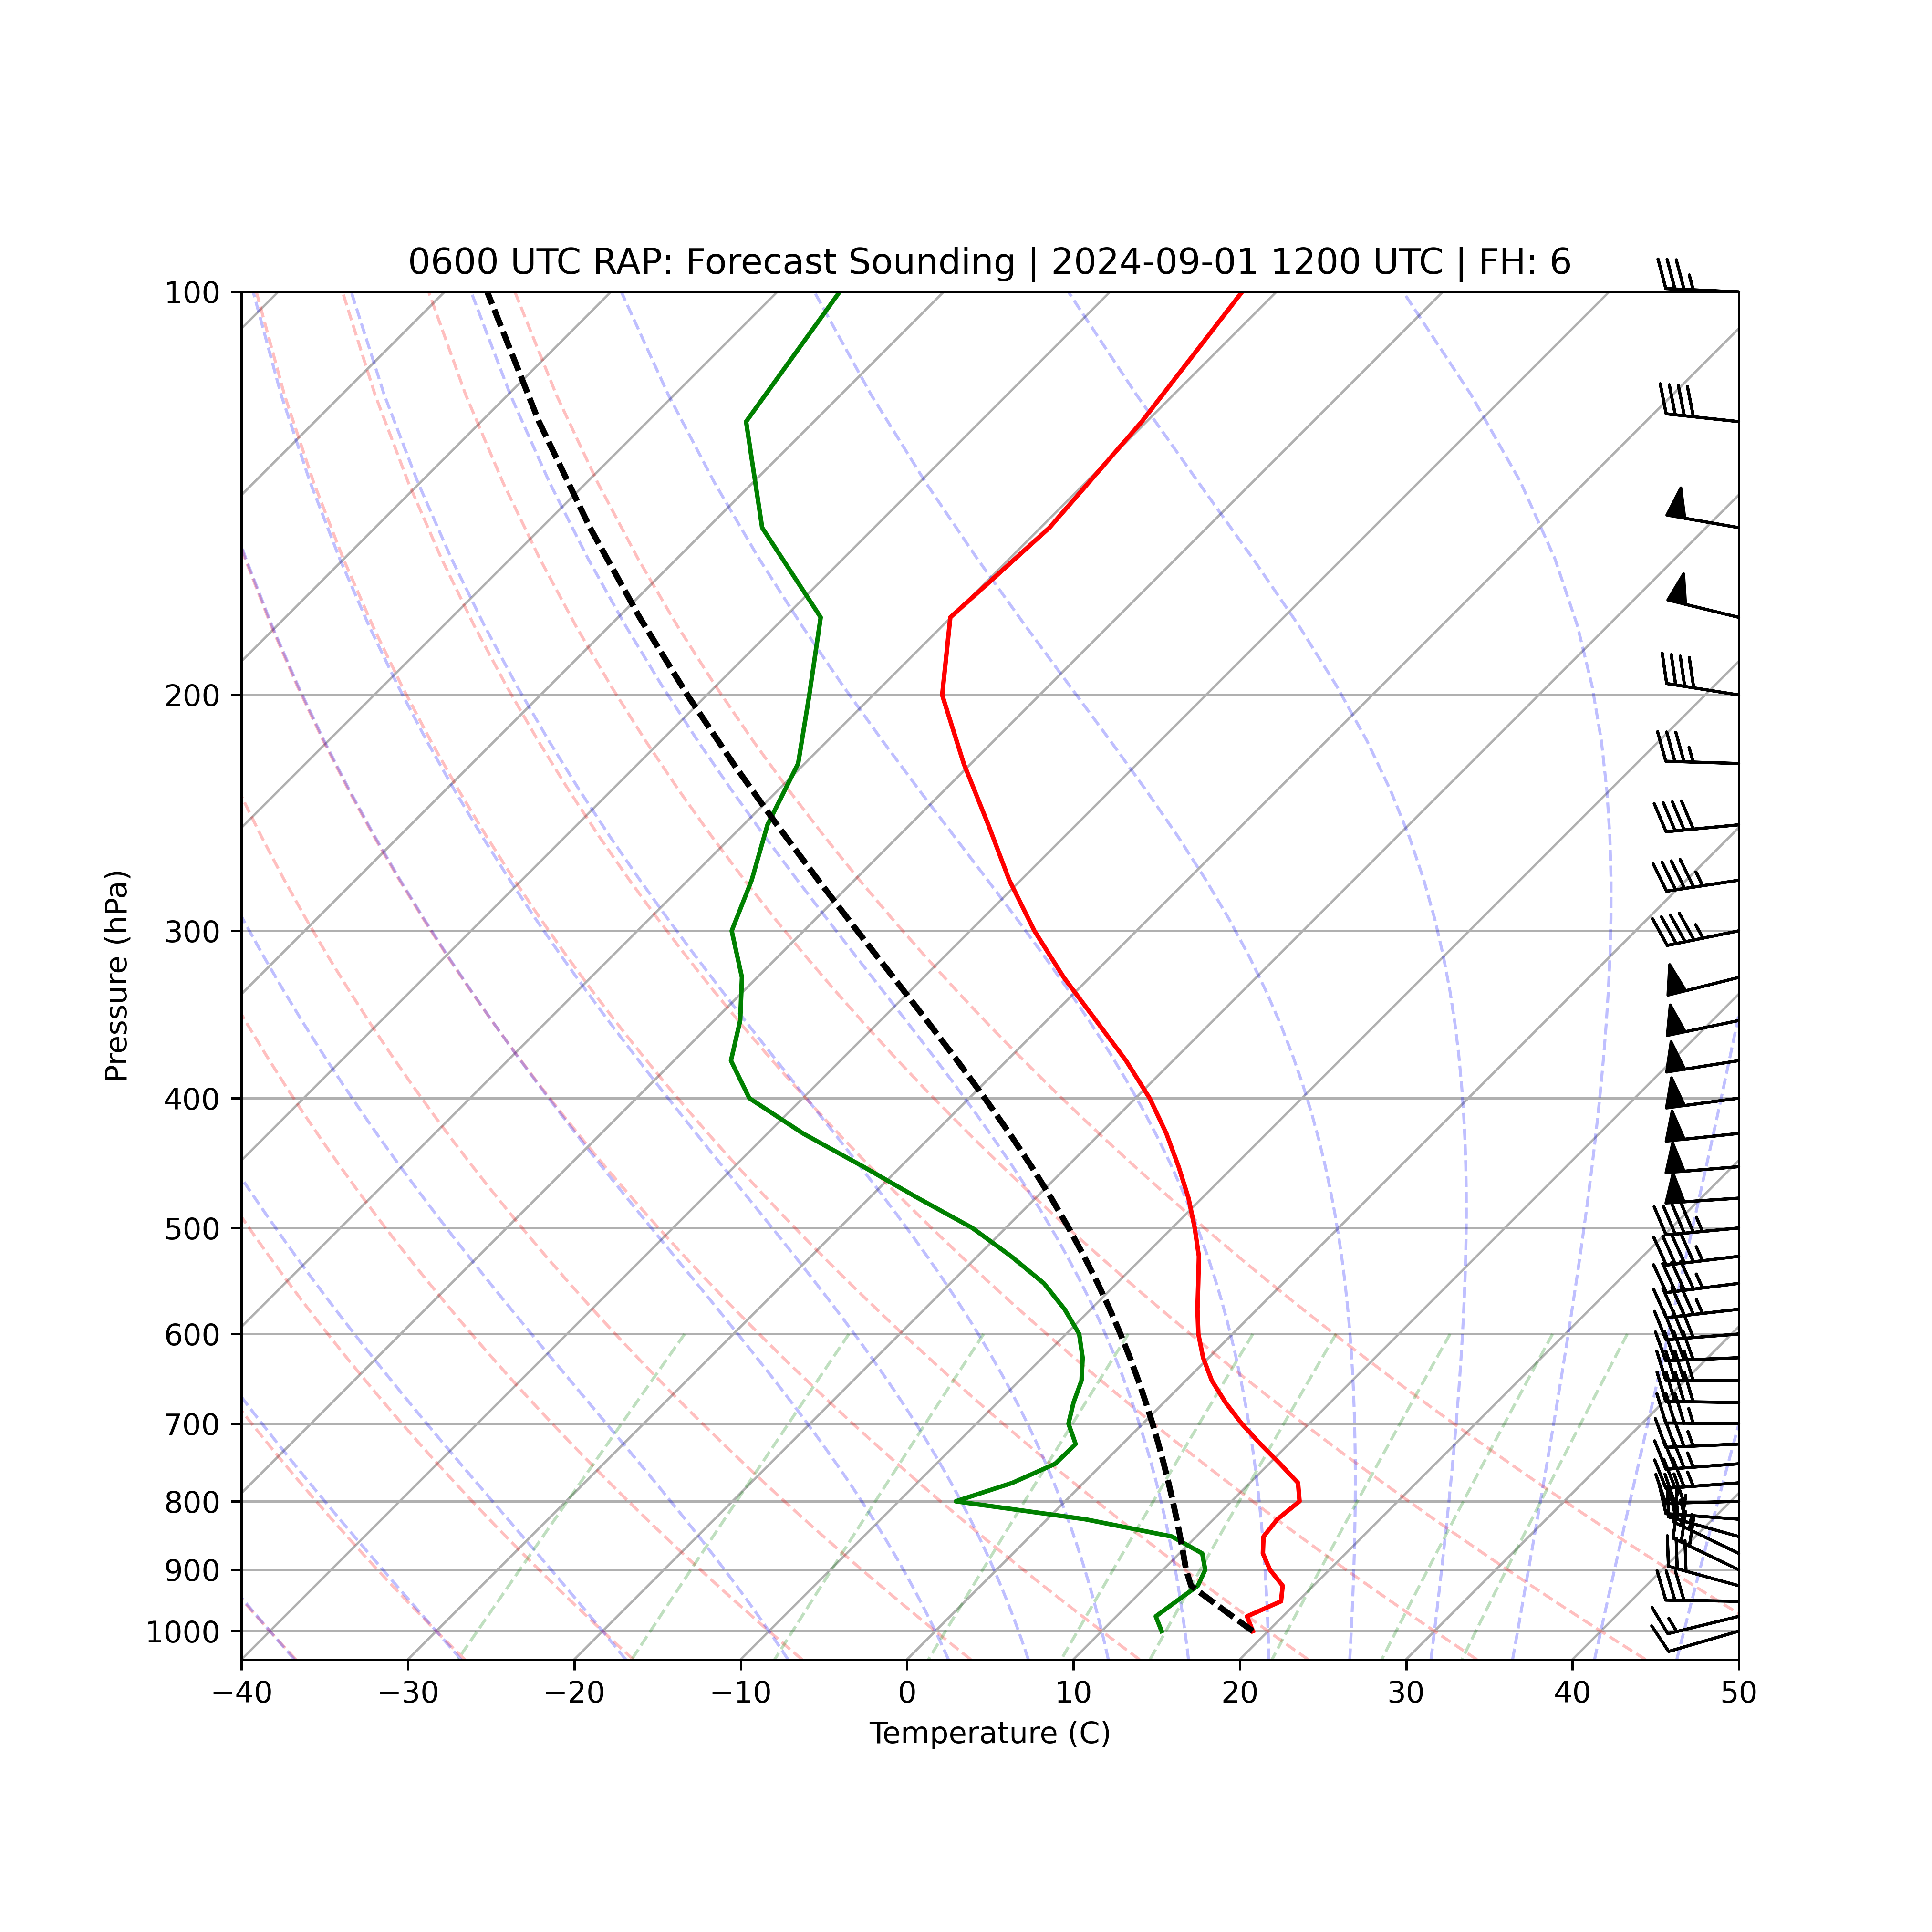 0600 UTC RAP: Forecast Sounding | 2024-09-01 1200 UTC | FH: 6
100
200
300
400
500
600
700
800
900
1000
Pressure (hPa)
−40 −30 −20 −10 0 10 20 30 40 50
Temperature (C)